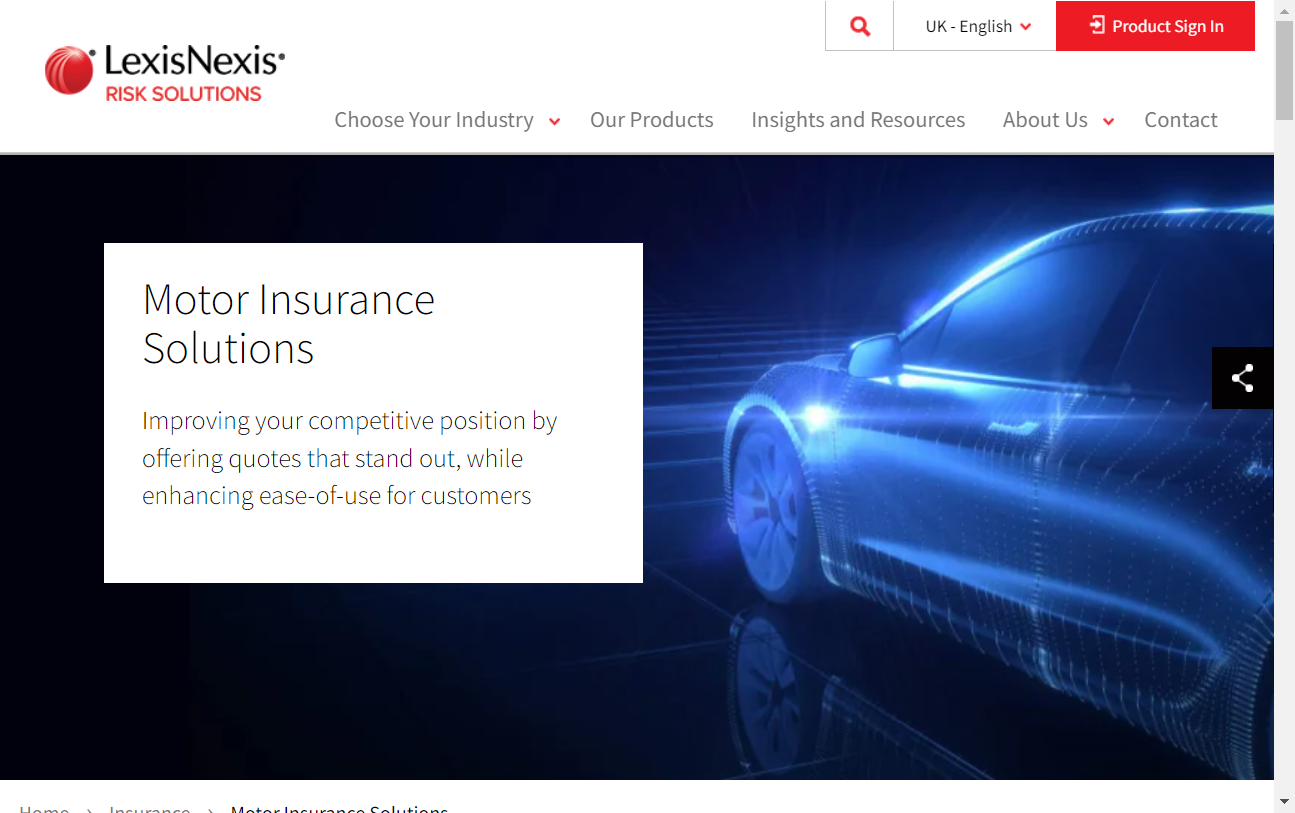 UK - English
Product Sign In
LexisNexis
RISK SOLUTIONS
Choose Your Industry
Our Products
Insights and Resources
About Us
Contact
Motor Insurance
Solutions
Improving your competitive position by
offering quotes that stand out, while
enhancing ease-of-use for customers
Home > Insurance > Motor Insurance Solutions